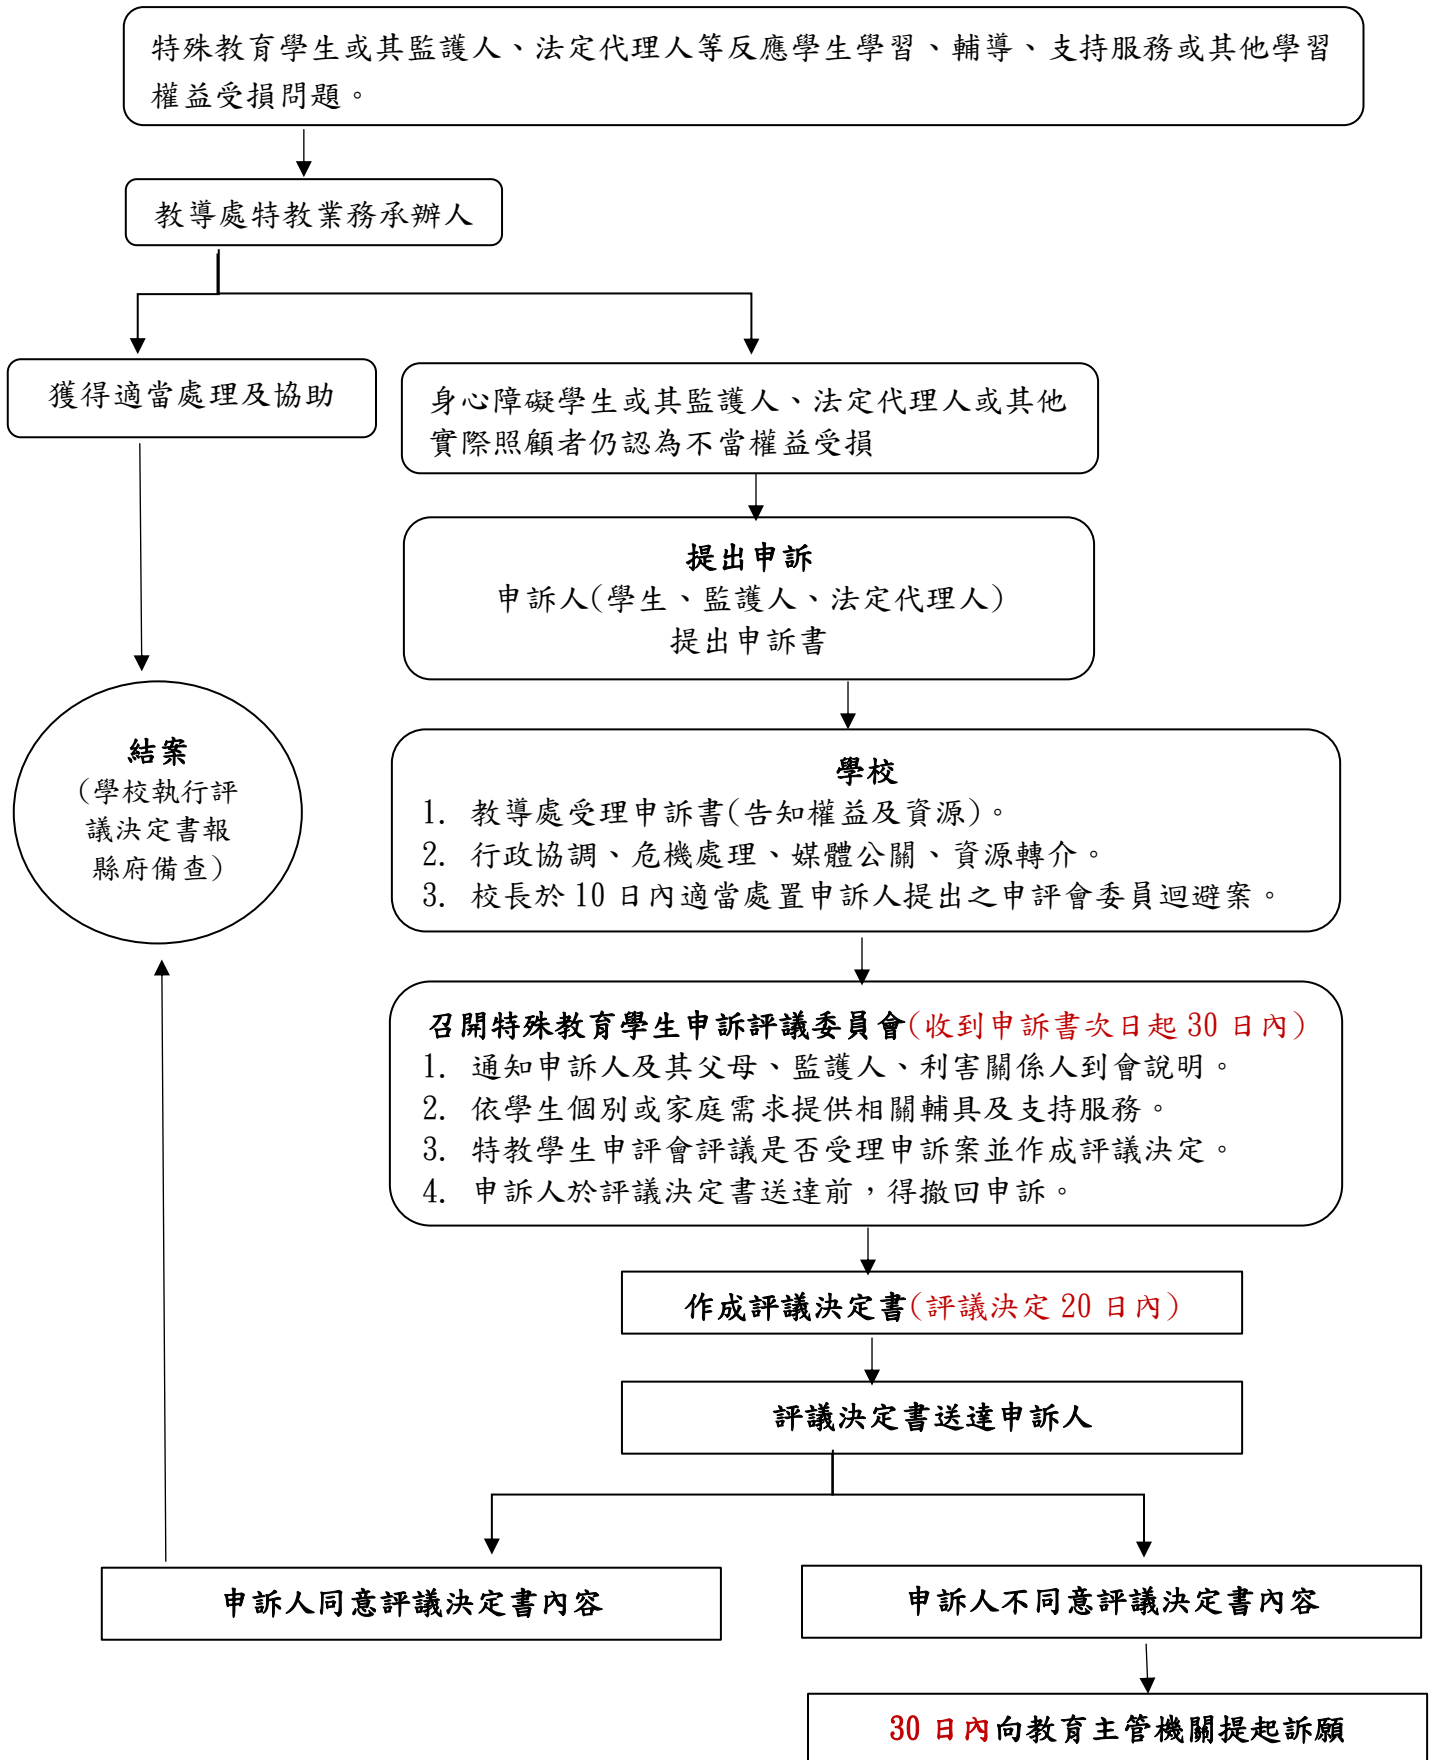 特殊教育學生或其監護人、法定代理人等反應學生學習、輔導、支持服務或其他學習
權益受損問題。
教導處特教業務承辦人
獲得適當處理及協助
身心障礙學生或其監護人、法定代理人或其他
實際照顧者仍認為不當權益受損
提出申訴
申訴人(學生、監護人、法定代理人)
提出申訴書
結案
(學校執行評
議決定書報
縣府備查)
學校
1. 教導處受理申訴書(告知權益及資源)。
2. 行政協調、危機處理、媒體公關、資源轉介。
3. 校長於 10 日內適當處置申訴人提出之申評會委員迴避案。
召開特殊教育學生申訴評議委員會(收到申訴書次日起 30 日內)
1. 通知申訴人及其父母、監護人、利害關係人到會說明。
2. 依學生個別或家庭需求提供相關輔具及支持服務。
3. 特教學生申評會評議是否受理申訴案並作成評議決定。
4. 申訴人於評議決定書送達前，得撤回申訴。
作成評議決定書(評議決定 20 日內)
評議決定書送達申訴人
申訴人同意評議決定書內容
申訴人不同意評議決定書內容
30 日內向教育主管機關提起訴願